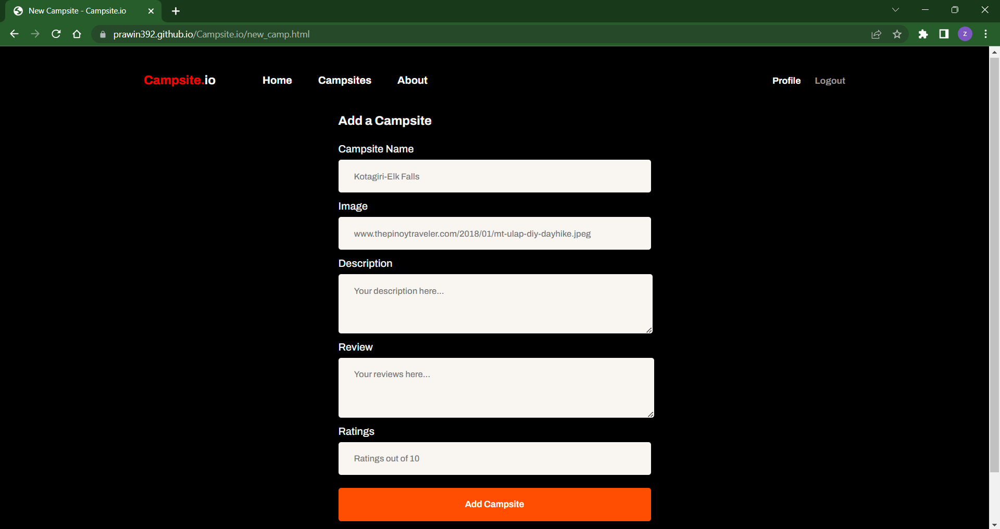 New Campsite - Campsite.io
prawin392.github.io/Campsite.io/new_camp.html
z
Campsite.io Home Campsites About Profile Logout
Add a Campsite
Campsite Name
Kotagiri-Elk Falls
Image
www.thepinoytraveler.com/2018/01/mt-ulap-diy-dayhike.jpeg
Description
Your description here...
Review
Your reviews here...
Ratings
Ratings out of 10
Add Campsite